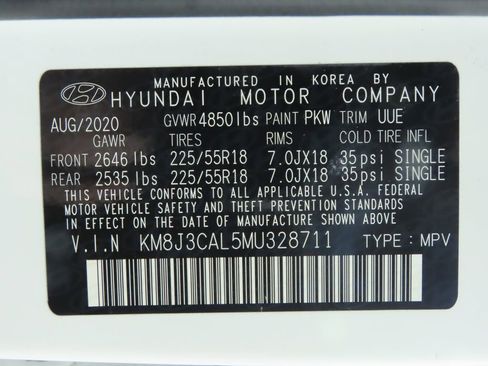 MANUFACTURED IN KOREA BY
HYUNDAI MOTOR COMPANY
AUG/2020 GVWR 4850lbs PAINT PKW TRIM UUE
GAWR TIRES RIMS COLD TIRE INFL
FRONT 2646 lbs 225/55R18 7.0JX18 35psi SINGLE
REAR 2535 lbs 225/55R18 7.0JX18 35psi SINGLE
THIS VEHICLE CONFORMS TO ALL APPLICABLE U.S.A. FEDERAL
MOTOR VEHICLE SAFETY AND THEFT PREVENTION STANDARDS
IN EFFECT ON THE DATE OF MANUFACTURE SHOWN ABOVE.
V.I.N KM8J3CAL5MU328711 TYPE : MPV